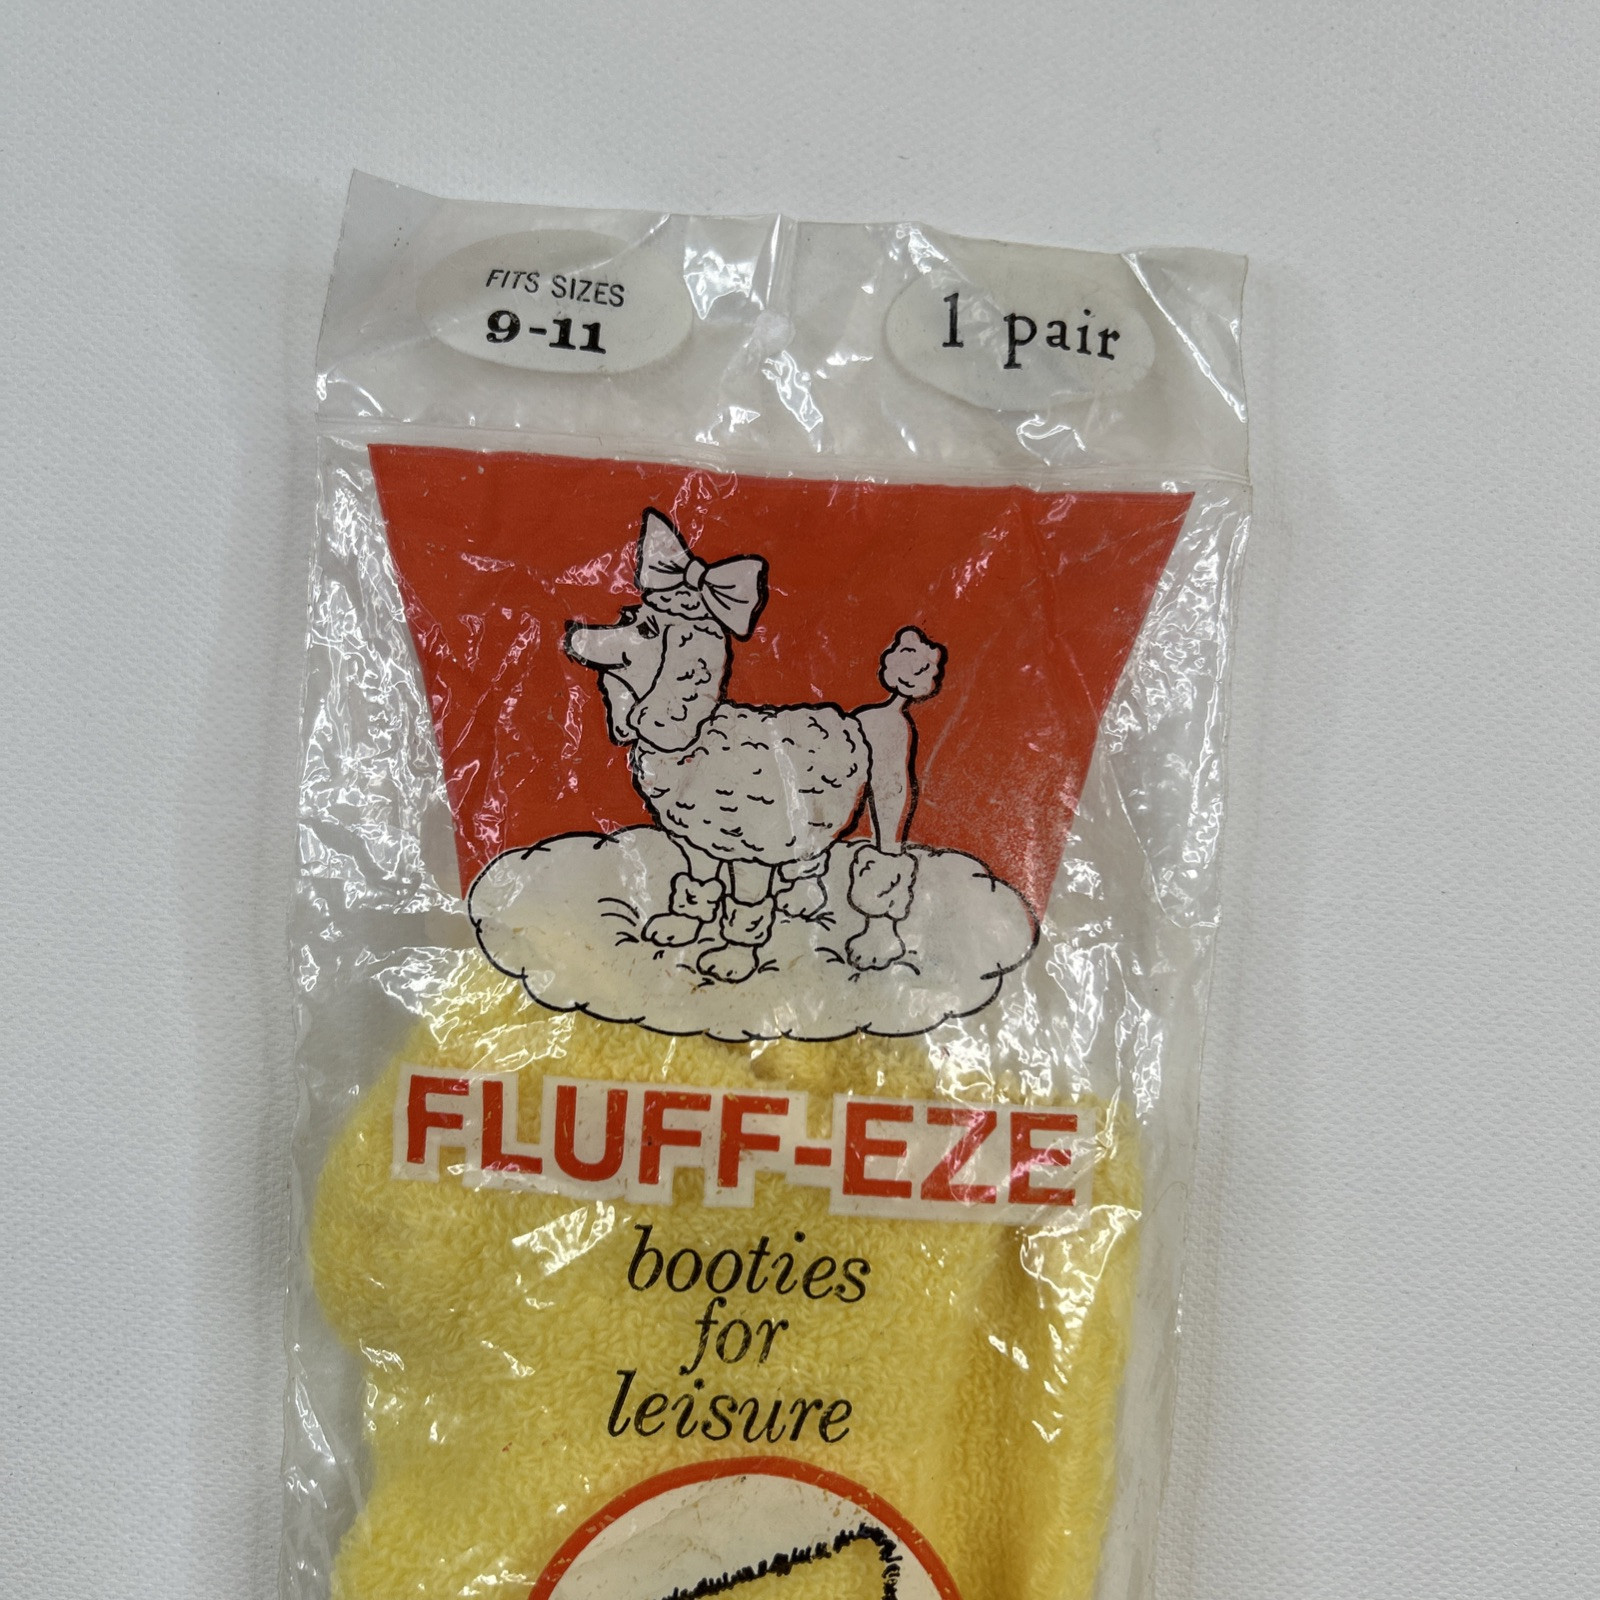 FITS SIZES
9-11
1 pair
FLUFF-EZE
booties
for
leisure